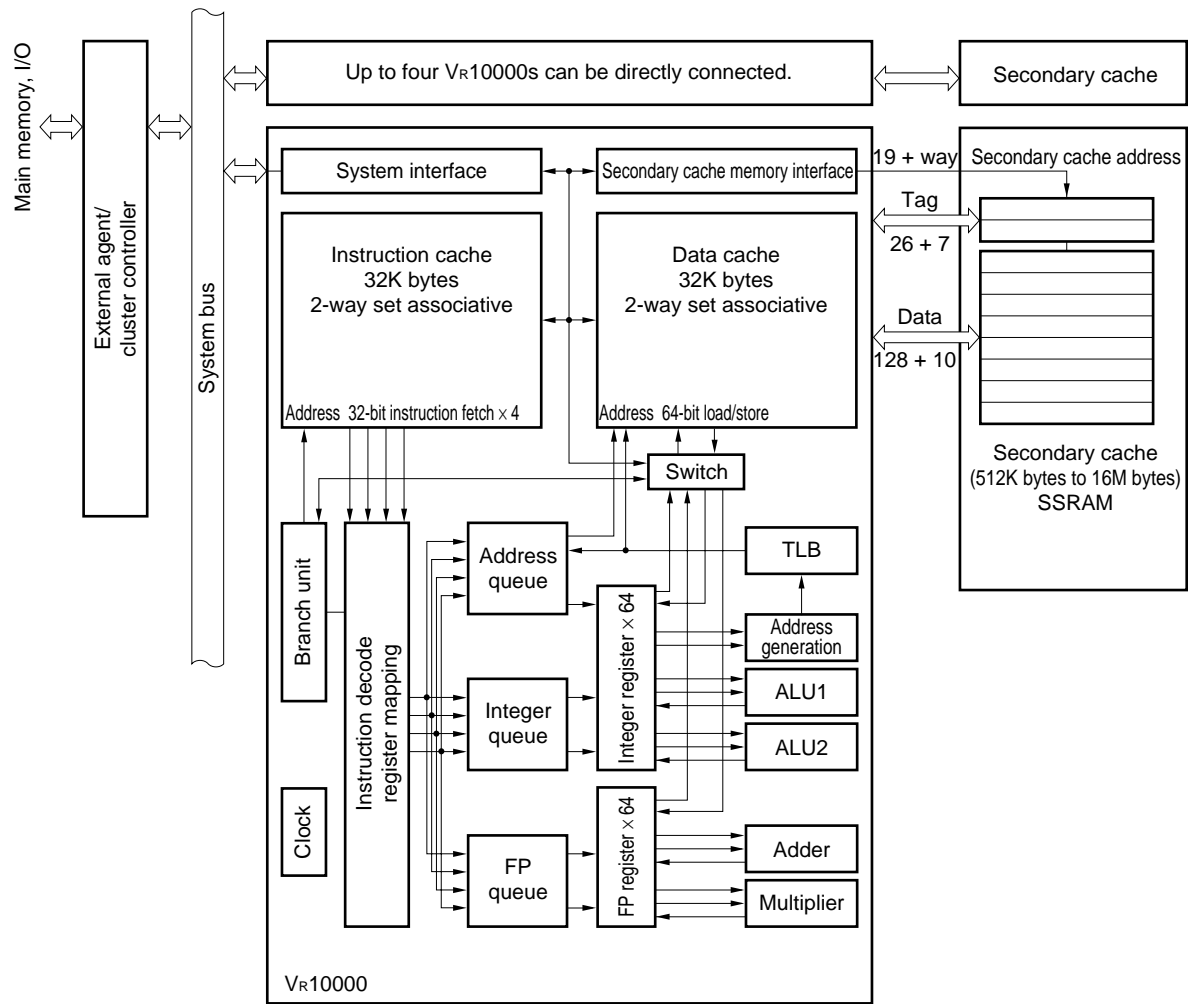 Main memory, I/O
External agent/
cluster controller
System bus
Up to four VR10000s can be directly connected.
Secondary cache
System interface
Secondary cache memory interface
19 + way
Secondary cache address
Tag
26 + 7
Instruction cache
32K bytes
2-way set associative
Data cache
32K bytes
2-way set associative
Data
128 + 10
Address 32-bit instruction fetch × 4
Address 64-bit load/store
Secondary cache
(512K bytes to 16M bytes)
SSRAM
Switch
Branch unit
Clock
Instruction decode
register mapping
Address
queue
Integer
queue
FP
queue
Integer register × 64
FP register × 64
TLB
Address
generation
ALU1
ALU2
Adder
Multiplier
VR10000